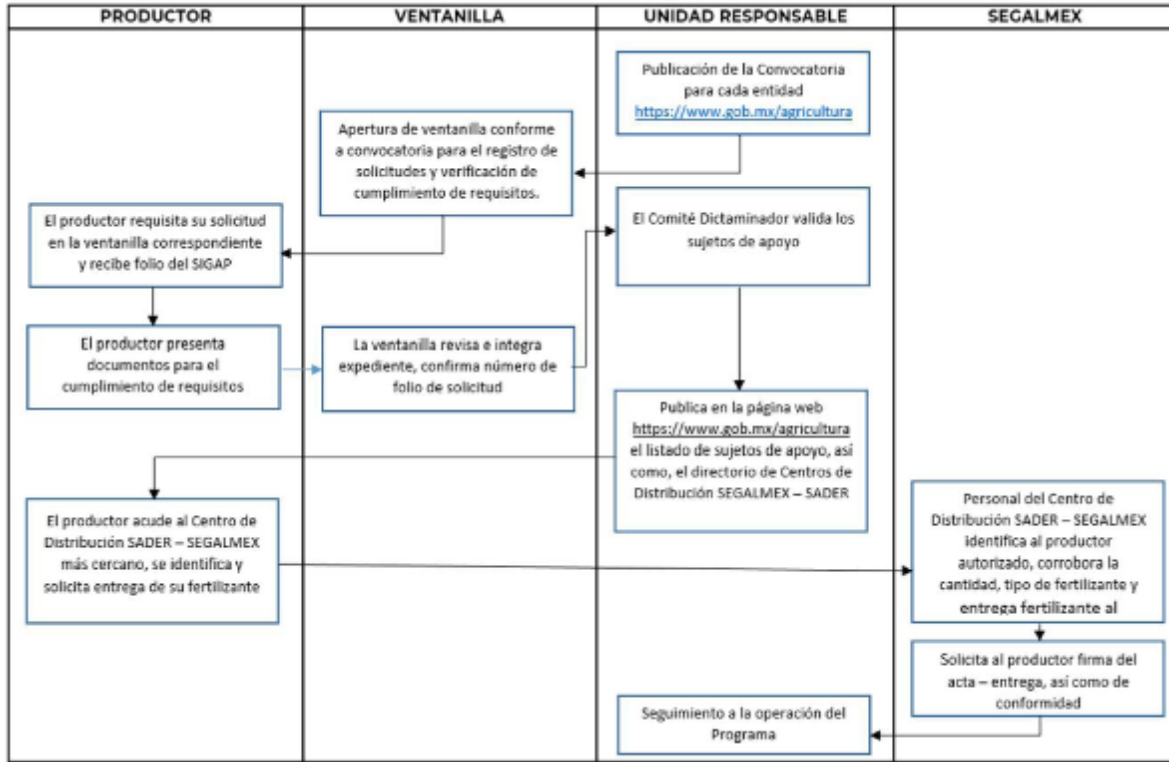 PRODUCTOR
VENTANILLA
UNIDAD RESPONSABLE
SEGALMEX
Publicación de la Convocatoria
para cada entidad
https://www.gob.mx/agricultura
Apertura de ventanilla conforme
a convocatoria para el registro de
solicitudes y verificación de
cumplimiento de requisitos.
El productor requisita su solicitud
en la ventanilla correspondiente
y recibe folio del SIGAP
El productor presenta
documentos para el
cumplimiento de requisitos
La ventanilla revisa e integra
expediente, confirma número de
folio de solicitud
El Comité Dictaminador valida los
sujetos de apoyo
Publica en la página web
https://www.gob.mx/agricultura
el listado de sujetos de apoyo, así
como, el directorio de Centros de
Distribución SEGALMEX – SADER
El productor acude al Centro de
Distribución SADER – SEGALMEX
más cercano, se identifica y
solicita entrega de su fertilizante
Personal del Centro de
Distribución SADER – SEGALMEX
identifica al productor
autorizado, corrobora la
cantidad, tipo de fertilizante y
entrega fertilizante al
Solicita al productor firma del
acta – entrega, así como de
conformidad
Seguimiento a la operación del
Programa